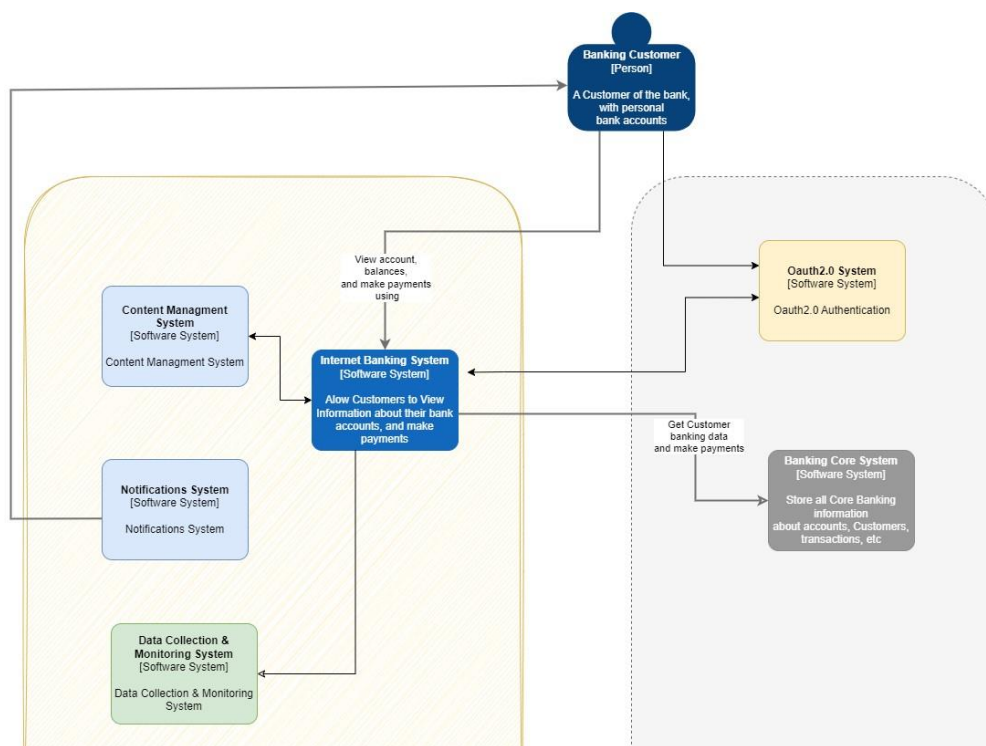 Banking Customer
[Person]
A Customer of the bank,
with personal
bank accounts
View account,
balances,
and make payments
using
Oauth2.0 System
[Software System]
Oauth2.0 Authentication
Content Managment
System
[Software System]
Content Managment System
Internet Banking System
[Software System]
Alow Customers to View
Information about their bank
accounts, and make
payments
Get Customer
banking data
and make payments
Banking Core System
[Software System]
Store all Core Banking
information
about accounts, Customers,
transactions, etc
Notifications System
[Software System]
Notifications System
Data Collection &
Monitoring System
[Software System]
Data Collection & Monitoring
System